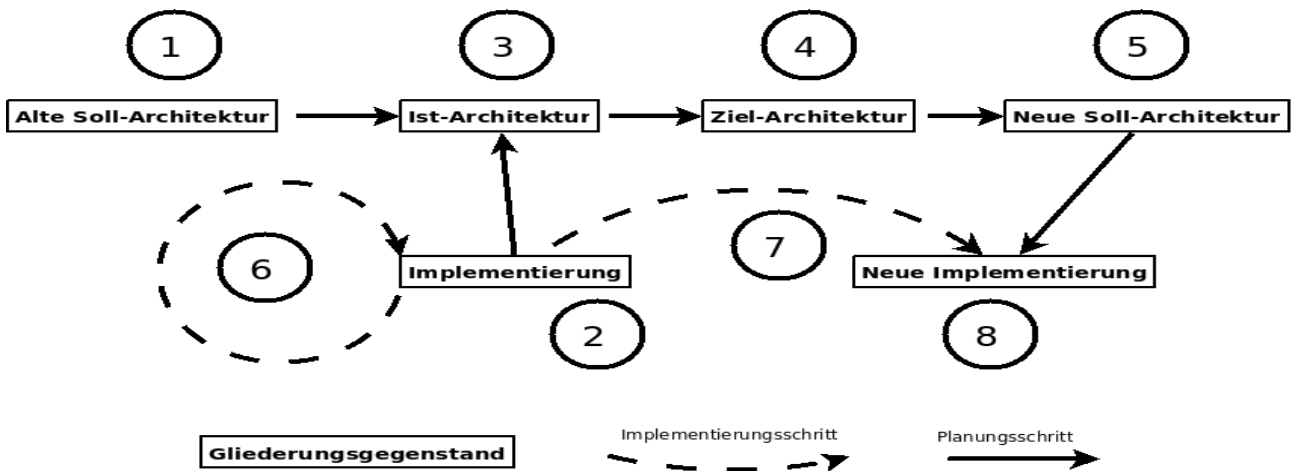 1 3 4 5
Alte Soll-Architektur Ist-Architektur Ziel-Architektur Neue Soll-Architektur
6 7
Implementierung Neue Implementierung
2 8
Implementierungsschritt Planungsschritt
Gliederungsgegenstand